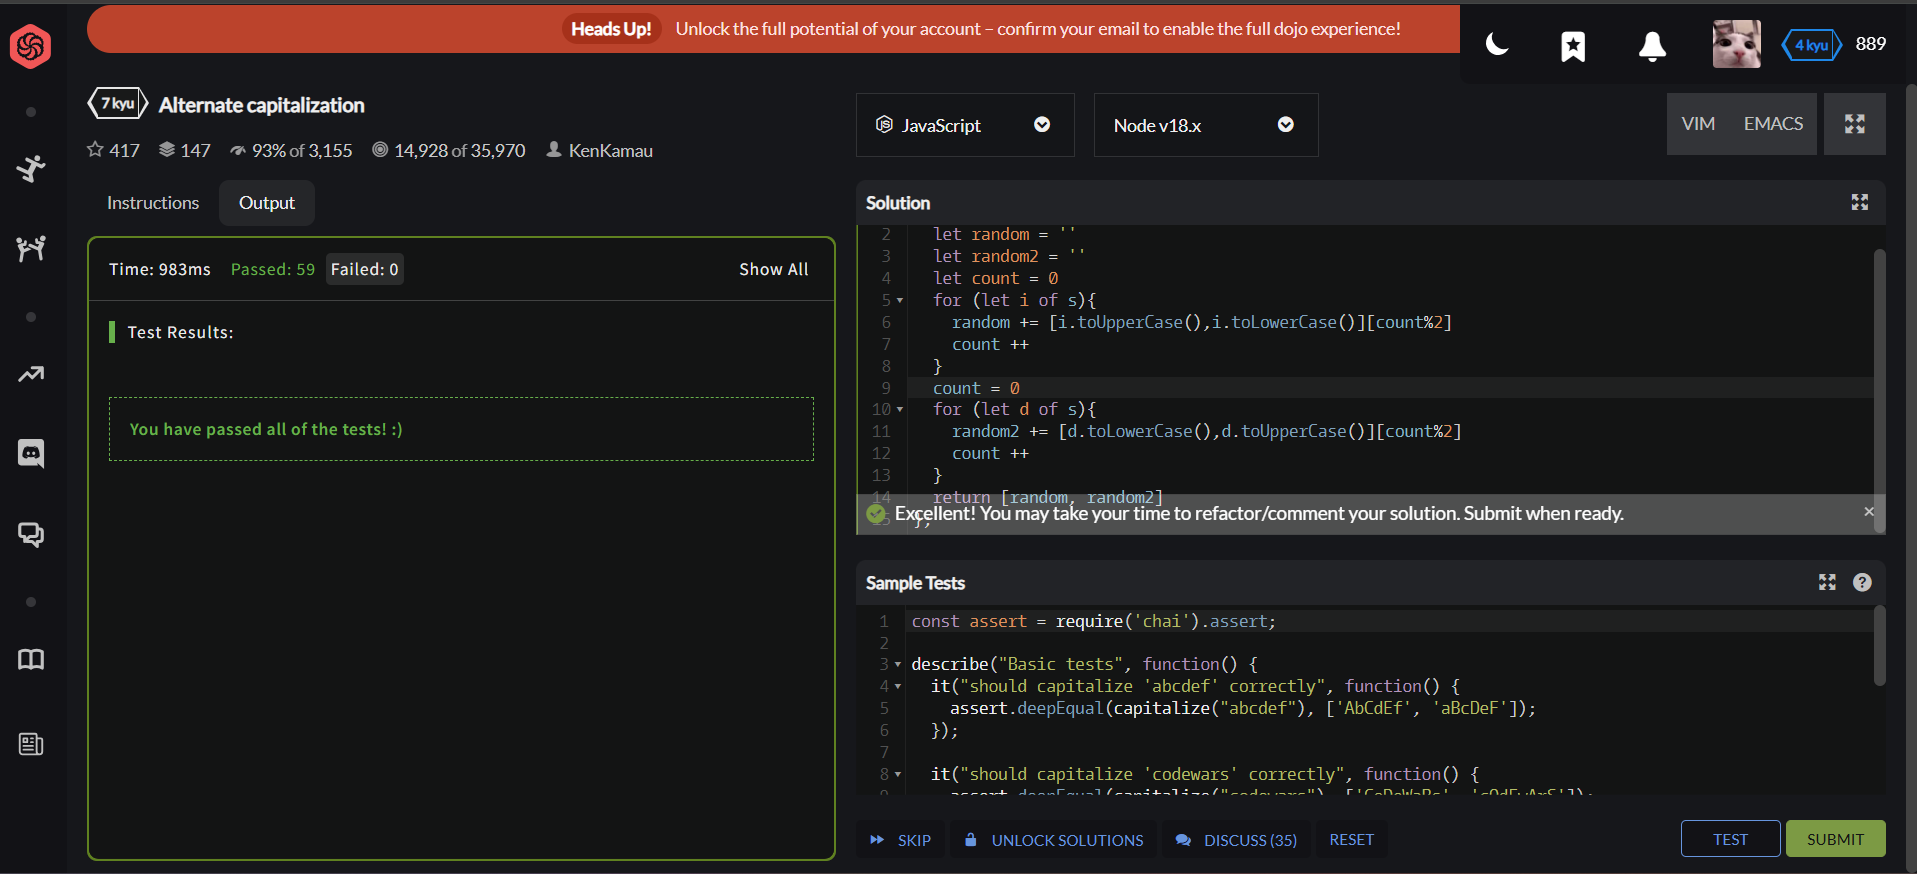 Heads Up! Unlock the full potential of your account – confirm your email to enable the full dojo experience!
4 kyu 889
7 kyu Alternate capitalization
417 147 93% of 3,155 14,928 of 35,970 KenKamau
JavaScript
Node v18.x
VIM EMACS
Instructions Output
Time: 983ms Passed: 59 Failed: 0 Show All
Test Results:
You have passed all of the tests! :)
Solution
2 let random = ''
3 let random2 = ''
4 let count = 0
5 for (let i of s){
6 random += [i.toUpperCase(),i.toLowerCase()][count%2]
7 count ++
8 }
9 count = 0
10 for (let d of s){
11 random2 += [d.toLowerCase(),d.toUpperCase()][count%2]
12 count ++
13 }
14 return [random, random2]
15 };
Excellent! You may take your time to refactor/comment your solution. Submit when ready.
Sample Tests
1 const assert = require('chai').assert;
2
3 describe("Basic tests", function() {
4 it("should capitalize 'abcdef' correctly", function() {
5 assert.deepEqual(capitalize("abcdef"), ['AbCdEf', 'aBcDeF']);
6 });
7
8 it("should capitalize 'codewars' correctly", function() {
9 assert.deepEqual(capitalize("codewars"), ['CoDeWaRs', 'cOdEwArS']);
SKIP UNLOCK SOLUTIONS DISCUSS (35) RESET
TEST SUBMIT